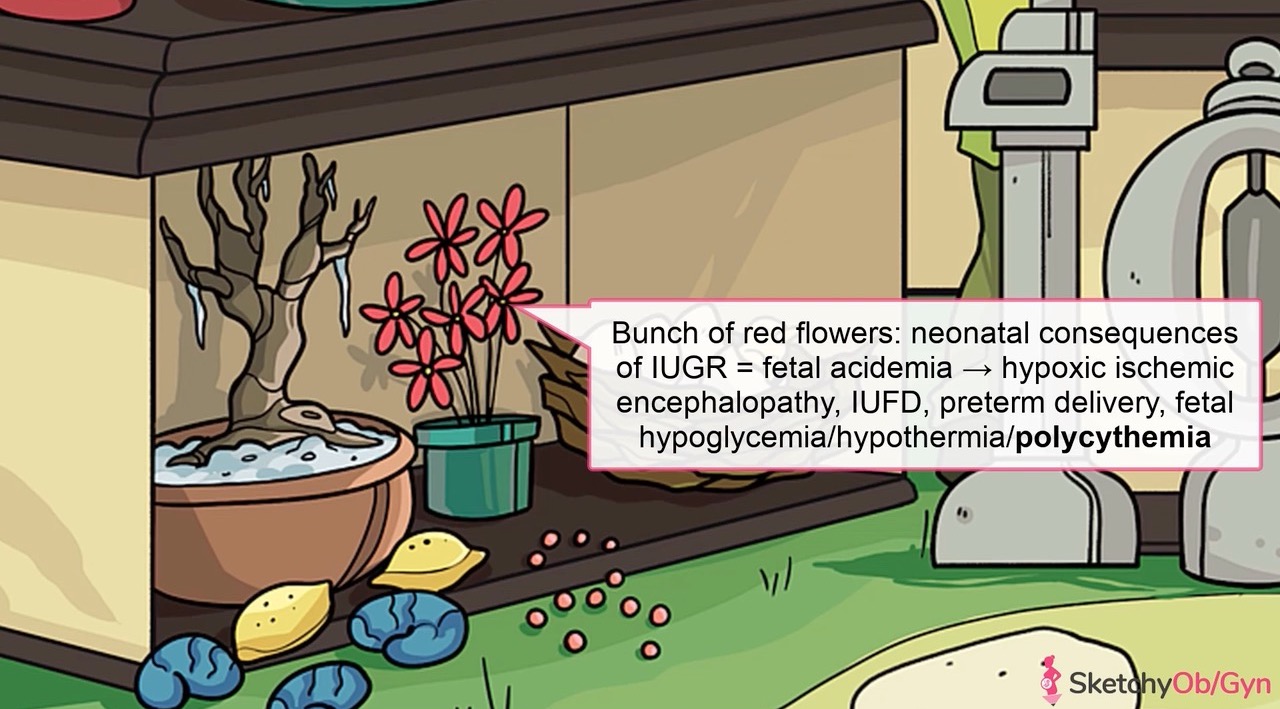 Bunch of red flowers: neonatal consequences
of IUGR = fetal acidemia → hypoxic ischemic
encephalopathy, IUFD, preterm delivery, fetal
hypoglycemia/hypothermia/polycythemia
SketchyOb/Gyn